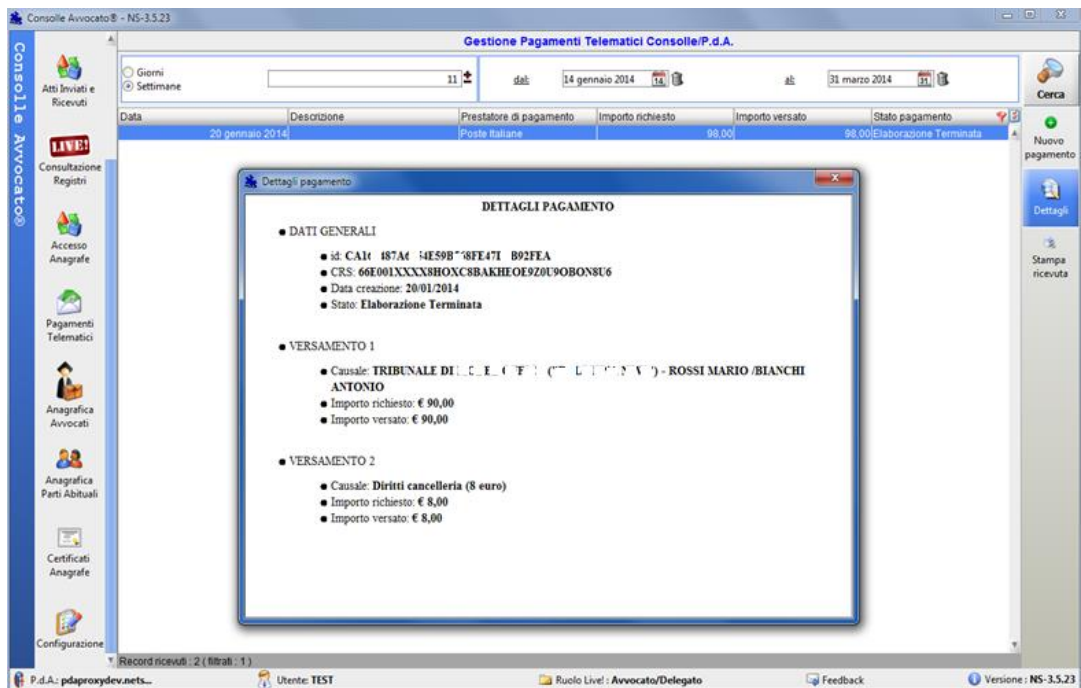 Consolle Avvocato® - NS-3.5.23
Consolle Avvocato®
Gestione Pagamenti Telematici Consolle/P.d.A.
Atti Inviati e
Ricevuti
LIVE!
Consultazione
Registri
Accesso
Anagrafe
Pagamenti
Telematici
Anagrafica
Avvocati
Anagrafica
Parti Abituali
Certificati
Anagrafe
Configurazione
Giorni
Settimane
11
dal:
14 gennaio 2014
14
al:
31 marzo 2014
31
Data Descrizione Prestatore di pagamento Importo richiesto Importo versato Stato pagamento
20 gennaio 2014 Poste Italiane 98,00 98,00 Elaborazione Terminata
Dettagli pagamento
DETTAGLI PAGAMENTO
DATI GENERALI
id:
CRS: 66E001XXXX8HOXC8BAKHEOE9Z0U9OBON8U6
Data creazione: 20/01/2014
Stato: Elaborazione Terminata
VERSAMENTO 1
Causale: TRIBUNALE DI - ROSSI MARIO /BIANCHI
ANTONIO
Importo richiesto: € 90,00
Importo versato: € 90,00
VERSAMENTO 2
Causale: Diritti cancelleria (8 euro)
Importo richiesto: € 8,00
Importo versato: € 8,00
Cerca
Nuovo
pagamento
Dettagli
Stampa
ricevuta
Record ricevuti : 2 ( filtrati : 1 )
P.d.A.: pdaproxydev.nets... Utente: TEST Ruolo Live! : Avvocato/Delegato Feedback Versione : NS-3.5.23